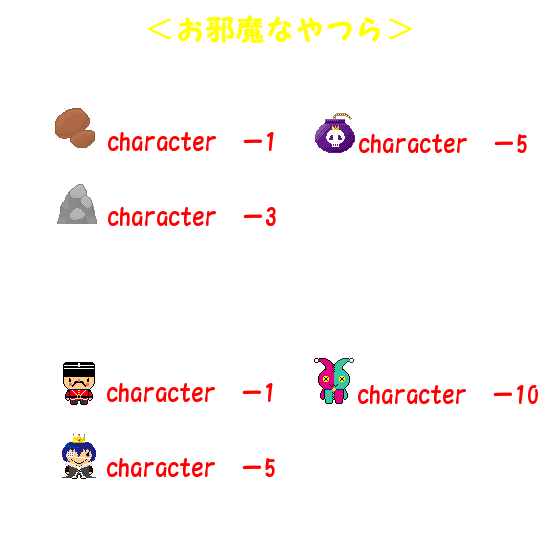 ＜お邪魔なやつら＞
character －1
character －5
character －3
character －1
character －10
character －5